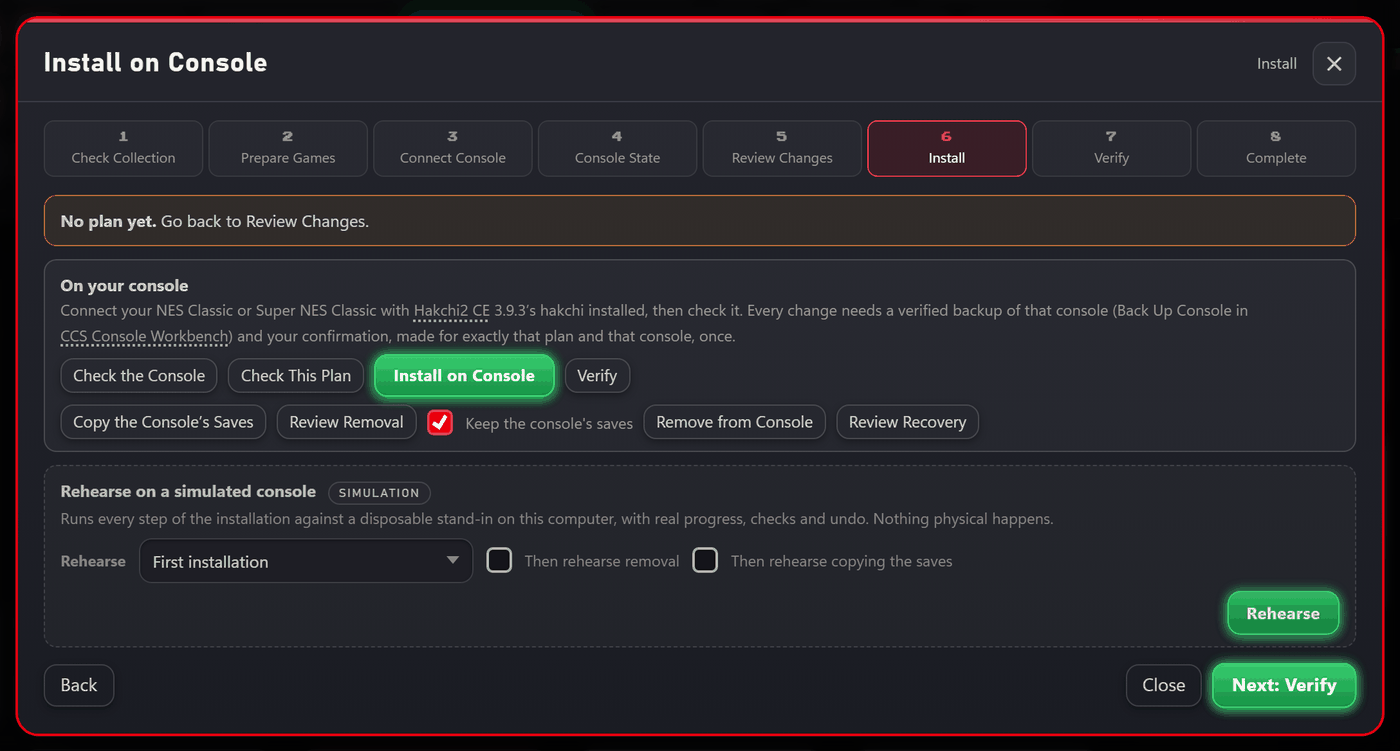 Install on Console
Install
1
Check Collection
2
Prepare Games
3
Connect Console
4
Console State
5
Review Changes
6
Install
7
Verify
8
Complete
No plan yet. Go back to Review Changes.
On your console
Connect your NES Classic or Super NES Classic with Hakchi2 CE 3.9.3’s hakchi installed, then check it. Every change needs a verified backup of that console (Back Up Console in
CCS Console Workbench) and your confirmation, made for exactly that plan and that console, once.
Check the Console
Check This Plan
Install on Console
Verify
Copy the Console’s Saves
Review Removal
Keep the console's saves
Remove from Console
Review Recovery
Rehearse on a simulated console
SIMULATION
Runs every step of the installation against a disposable stand-in on this computer, with real progress, checks and undo. Nothing physical happens.
Rehearse
First installation
Then rehearse removal
Then rehearse copying the saves
Rehearse
Back
Close
Next: Verify